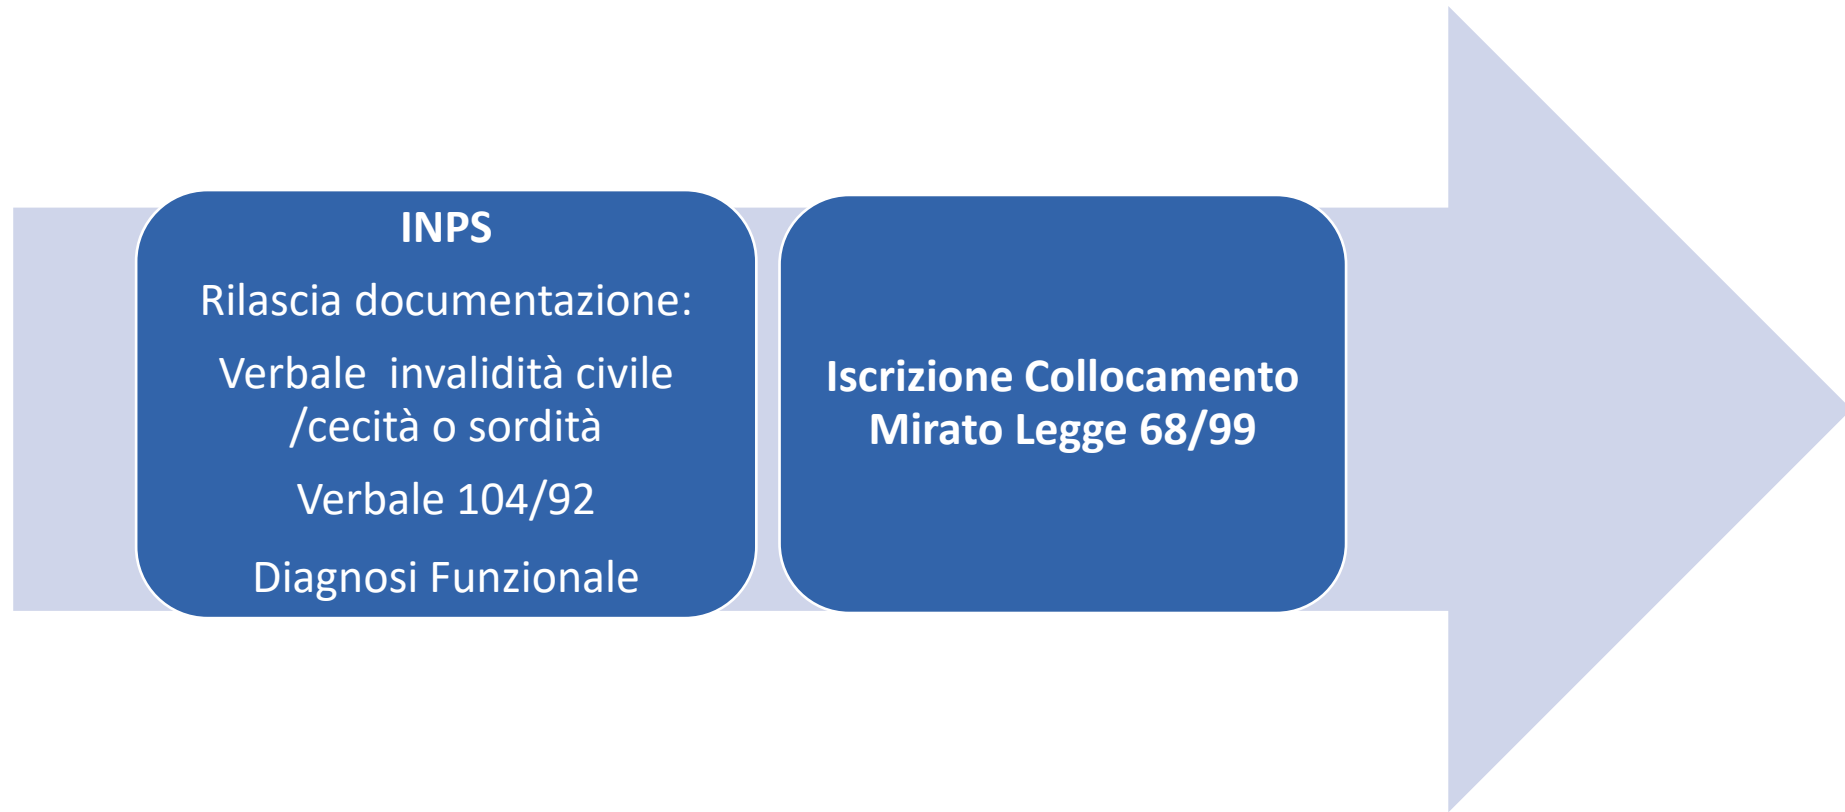 INPS
Rilascia documentazione:
Verbale invalidità civile
/cecità o sordità
Verbale 104/92
Diagnosi Funzionale
Iscrizione Collocamento
Mirato Legge 68/99